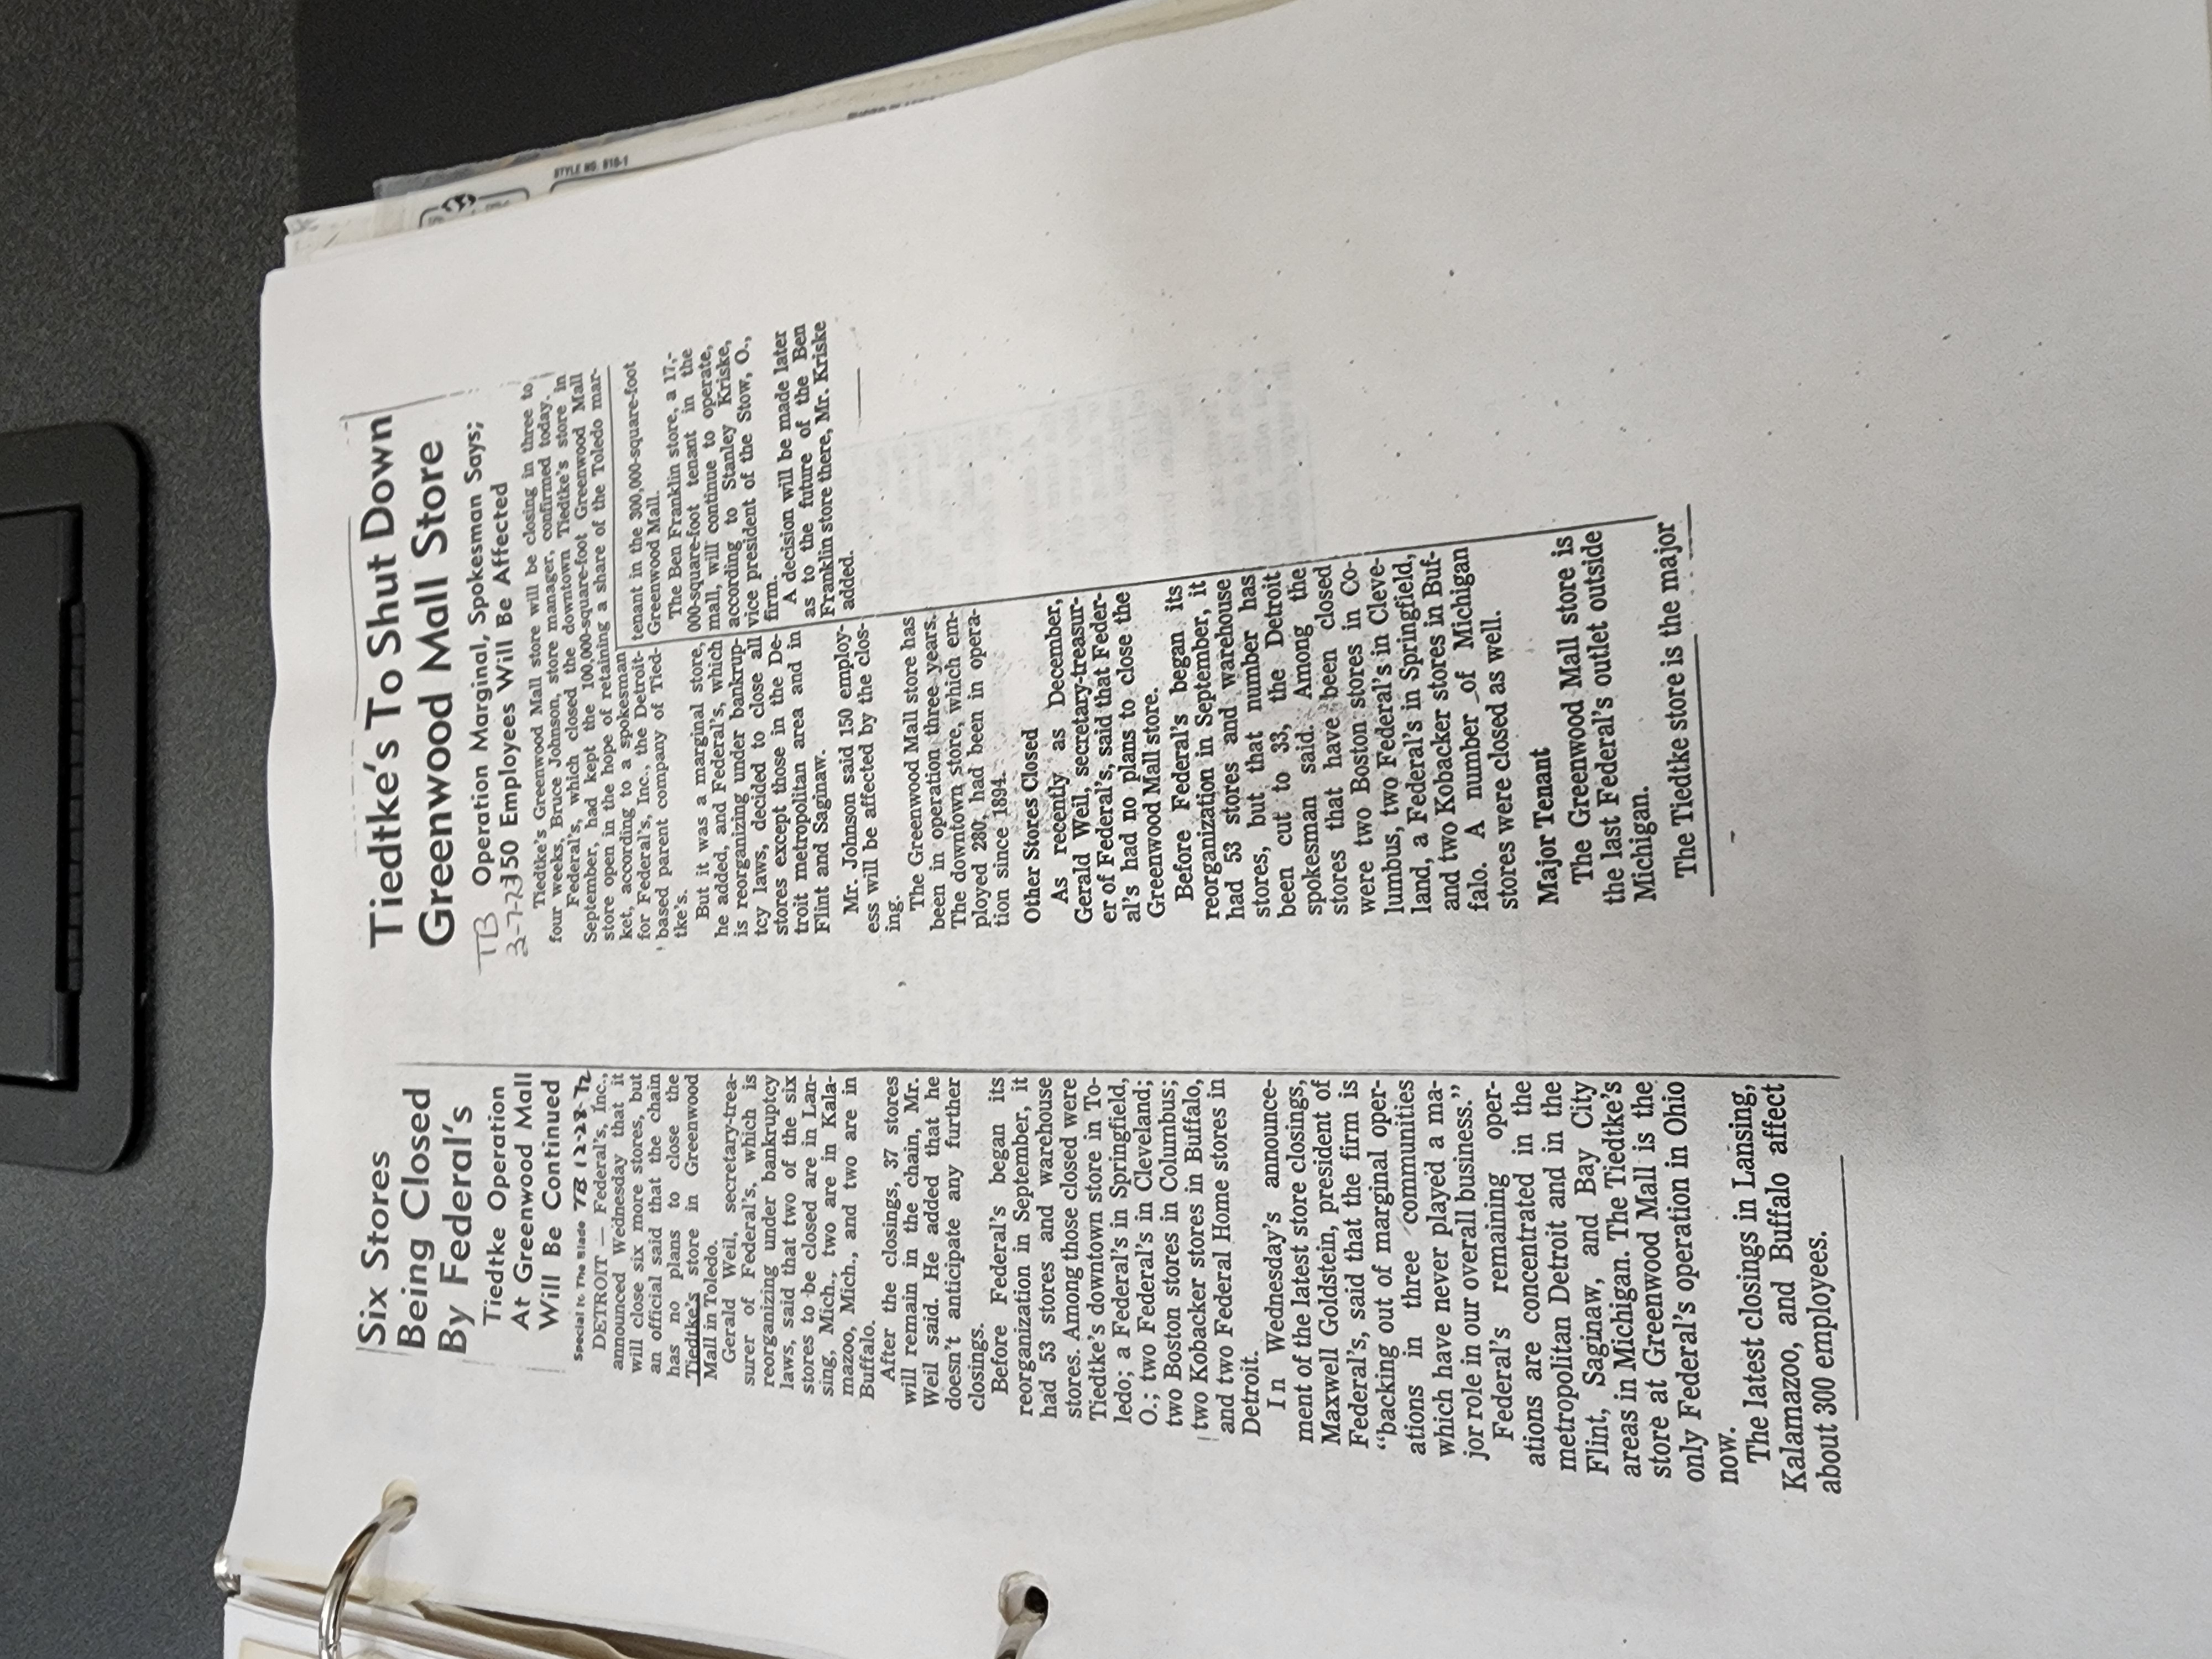 Six Stores
Being Closed
By Federal's
Tiedtke Operation
At Greenwood Mall
Will Be Continued
Special to The Blade TB 12-28-72
DETROIT — Federal's, Inc.,
announced Wednesday that it
will close six more stores, but
an official said that the chain
has no plans to close the
Tiedtke's store in Greenwood
Mall in Toledo.
Gerald Weil, secretary-trea-
surer of Federal's, which is
reorganizing under bankruptcy
laws, said that two of the six
stores to be closed are in Lan-
sing, Mich., two are in Kala-
mazoo, Mich., and two are in
Buffalo.
After the closings, 37 stores
will remain in the chain, Mr.
Weil said. He added that he
doesn't anticipate any further
closings.
Before Federal's began its
reorganization in September, it
had 53 stores and warehouse
stores. Among those closed were
Tiedtke's downtown store in To-
ledo; a Federal's in Springfield,
O.; two Federal's in Cleveland;
two Boston stores in Columbus;
two Kobacker stores in Buffalo,
and two Federal Home stores in
Detroit.
In Wednesday's announce-
ment of the latest store closings,
Maxwell Goldstein, president of
Federal's, said that the firm is
"backing out of marginal oper-
ations in three communities
which have never played a ma-
jor role in our overall business."
Federal's remaining oper-
ations are concentrated in the
metropolitan Detroit and in the
Flint, Saginaw, and Bay City
areas in Michigan. The Tiedtke's
store at Greenwood Mall is the
only Federal's operation in Ohio
now.
The latest closings in Lansing,
Kalamazoo, and Buffalo affect
about 300 employees.
Tiedtke's To Shut Down
Greenwood Mall Store
TB Operation Marginal, Spokesman Says;
3-7-73 150 Employees Will Be Affected
Tiedtke's Greenwood Mall store will be closing in three to
four weeks, Bruce Johnson, store manager, confirmed today.
Federal's, which closed the downtown Tiedtke's store in
September, had kept the 100,000-square-foot Greenwood Mall
store open in the hope of retaining a share of the Toledo mar-
ket, according to a spokesman
for Federal's, Inc., the Detroit-
based parent company of Tied-
tke's.
But it was a marginal store,
he added, and Federal's, which
is reorganizing under bankrup-
tcy laws, decided to close all
stores except those in the De-
troit metropolitan area and in
Flint and Saginaw.
Mr. Johnson said 150 employ-
ess will be affected by the clos-
ing.
The Greenwood Mall store has
been in operation three years.
The downtown store, which em-
ployed 280, had been in opera-
tion since 1894.
Other Stores Closed
As recently as December,
Gerald Weil, secretary-treasur-
er of Federal's, said that Feder-
al's had no plans to close the
Greenwood Mall store.
Before Federal's began its
reorganization in September, it
had 53 stores and warehouse
stores, but that number has
been cut to 33, the Detroit
spokesman said. Among the
stores that have been closed
were two Boston stores in Co-
lumbus, two Federal's in Cleve-
land, a Federal's in Springfield,
and two Kobacker stores in Buf-
falo. A number of Michigan
stores were closed as well.
Major Tenant
The Greenwood Mall store is
the last Federal's outlet outside
Michigan.
The Tiedtke store is the major
tenant in the 300,000-square-foot
Greenwood Mall.
The Ben Franklin store, a 17,-
000-square-foot tenant in the
mall, will continue to operate,
according to Stanley Kriske,
vice president of the Stow, O.,
firm.
A decision will be made later
as to the future of the Ben
Franklin store there, Mr. Kriske
added.
STYLE NO. 918-1